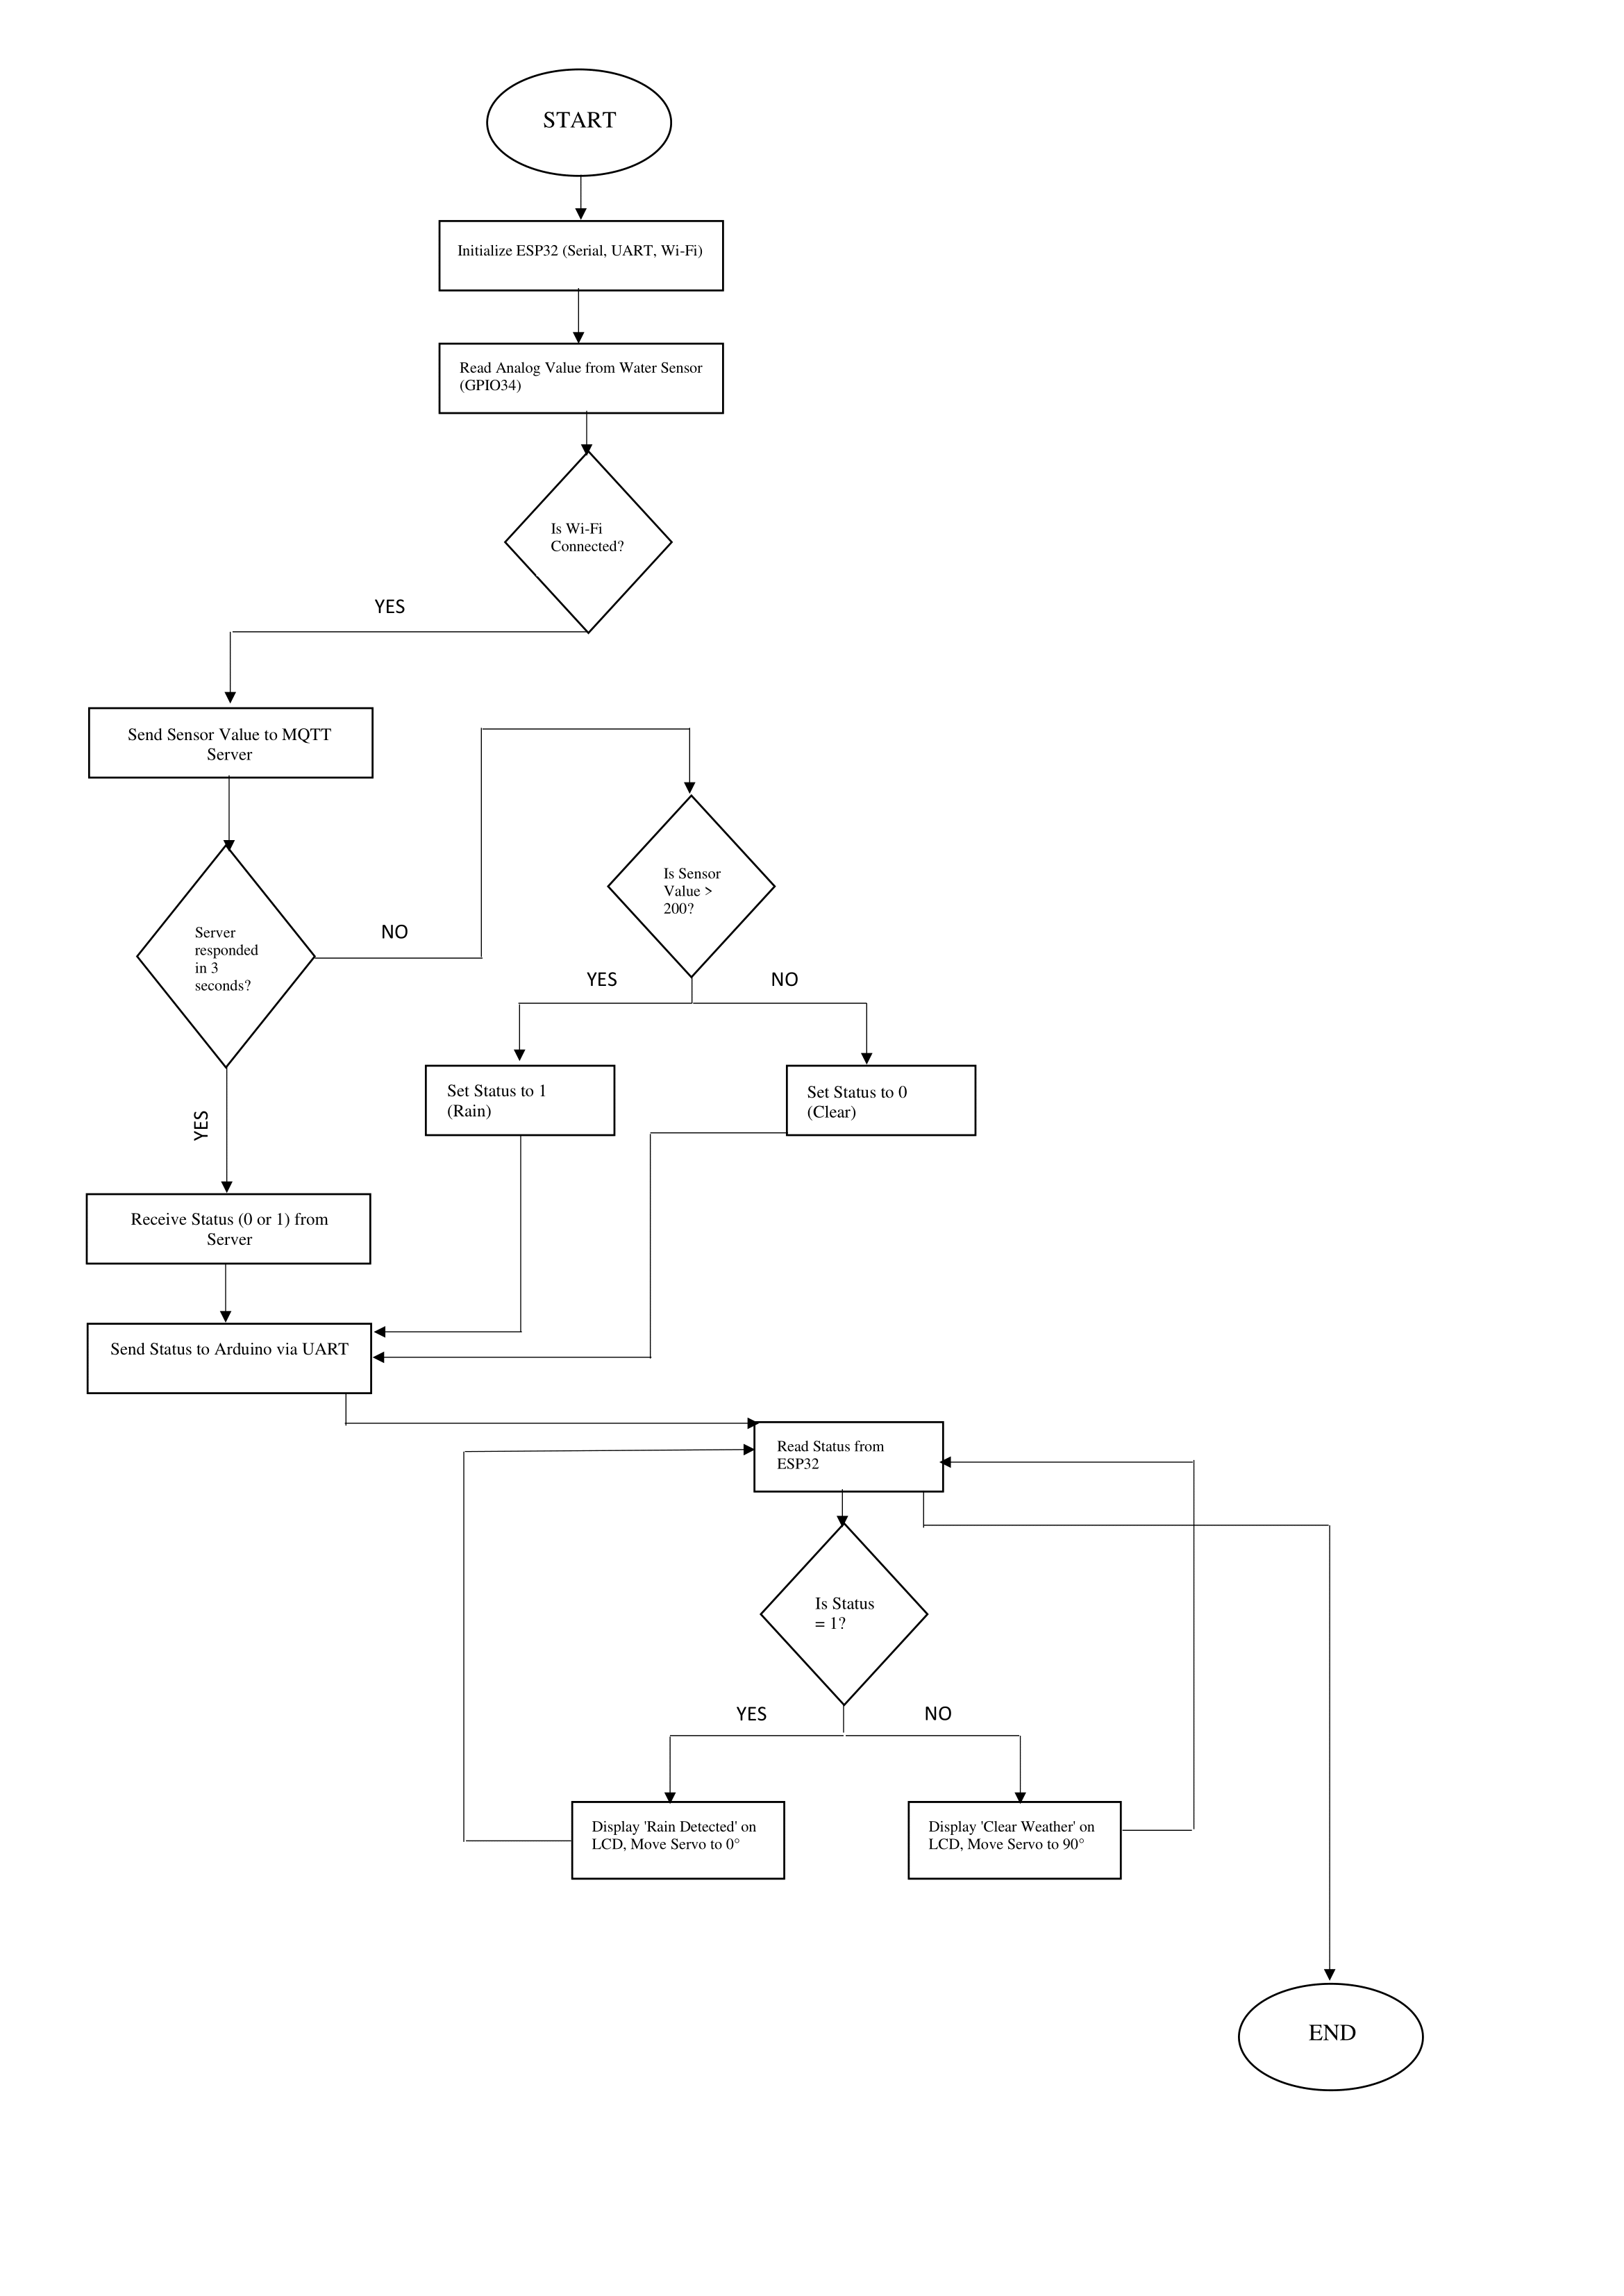 START
Initialize ESP32 (Serial, UART, Wi-Fi)
Read Analog Value from Water Sensor
(GPIO34)
Is Wi-Fi
Connected?
YES
Send Sensor Value to MQTT
Server
Server
responded
in 3
seconds?
NO
Is Sensor
Value >
200?
YES
NO
Set Status to 1
(Rain)
Set Status to 0
(Clear)
YES
Receive Status (0 or 1) from
Server
Send Status to Arduino via UART
Read Status from
ESP32
Is Status
= 1?
YES
NO
Display 'Rain Detected' on
LCD, Move Servo to 0°
Display 'Clear Weather' on
LCD, Move Servo to 90°
END